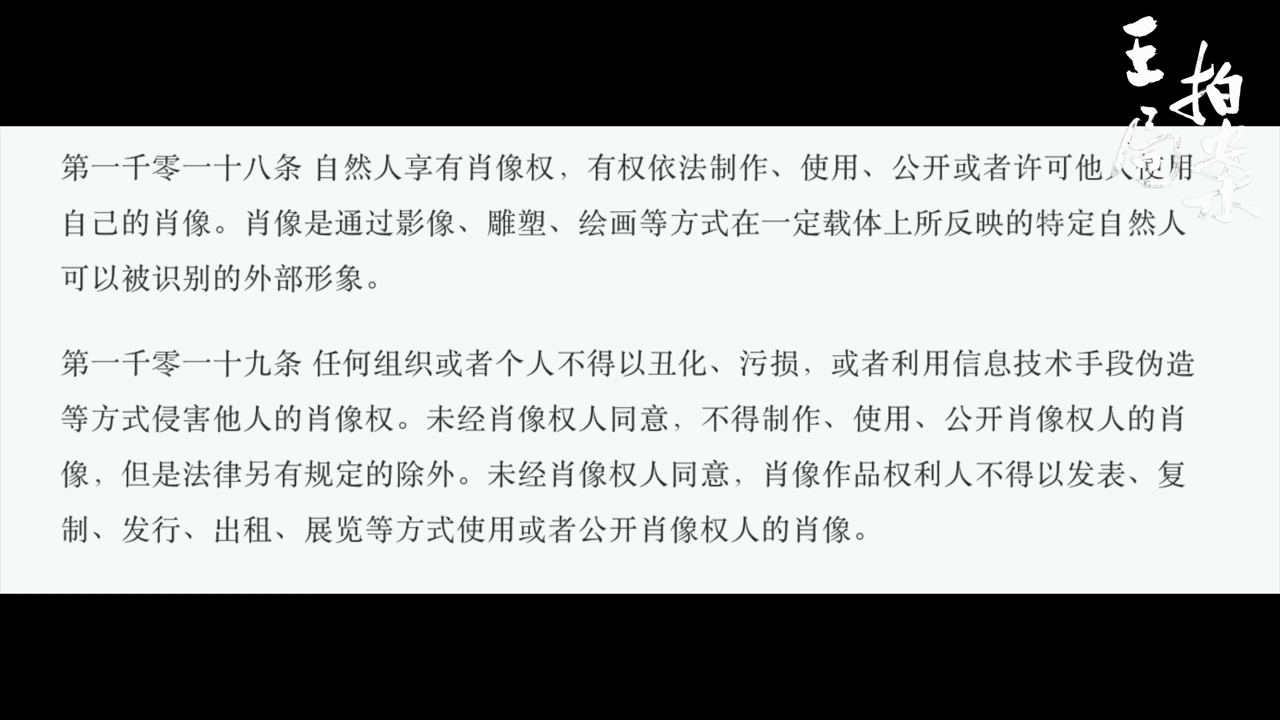 王局拍案
第一千零一十八条 自然人享有肖像权，有权依法制作、使用、公开或者许可他人使用
自己的肖像。肖像是通过影像、雕塑、绘画等方式在一定载体上所反映的特定自然人
可以被识别的外部形象。
第一千零一十九条 任何组织或者个人不得以丑化、污损，或者利用信息技术手段伪造
等方式侵害他人的肖像权。未经肖像权人同意，不得制作、使用、公开肖像权人的肖
像，但是法律另有规定的除外。未经肖像权人同意，肖像作品权利人不得以发表、复
制、发行、出租、展览等方式使用或者公开肖像权人的肖像。